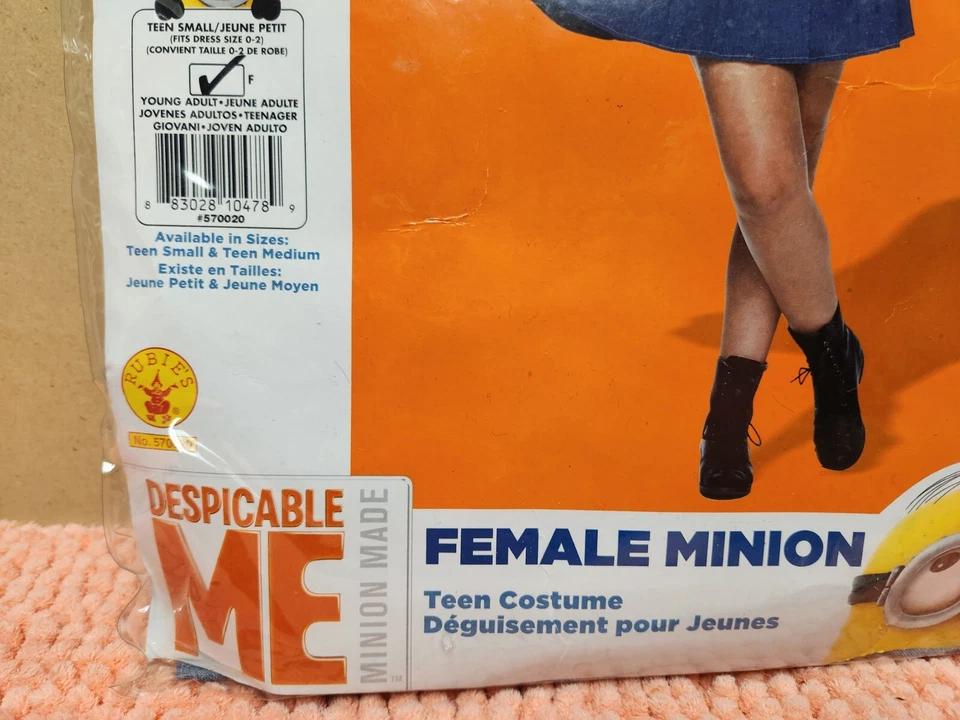 TEEN SMALL/JEUNE PETIT
(FITS DRESS SIZE 0-2)
(CONVIENT TAILLE 0-2 DE ROBE)
F
YOUNG ADULT•JEUNE ADULTE
JOVENES ADULTOS•TEENAGER
GIOVANI•JOVEN ADULTO
8 83028 10478 9
#570020
Available in Sizes:
Teen Small & Teen Medium
Existe en Tailles:
Jeune Petit & Jeune Moyen
RUBIE'S
®
No.
DESPICABLE
ME
MINION MADE
TM
FEMALE MINION
Teen Costume
Déguisement pour Jeunes